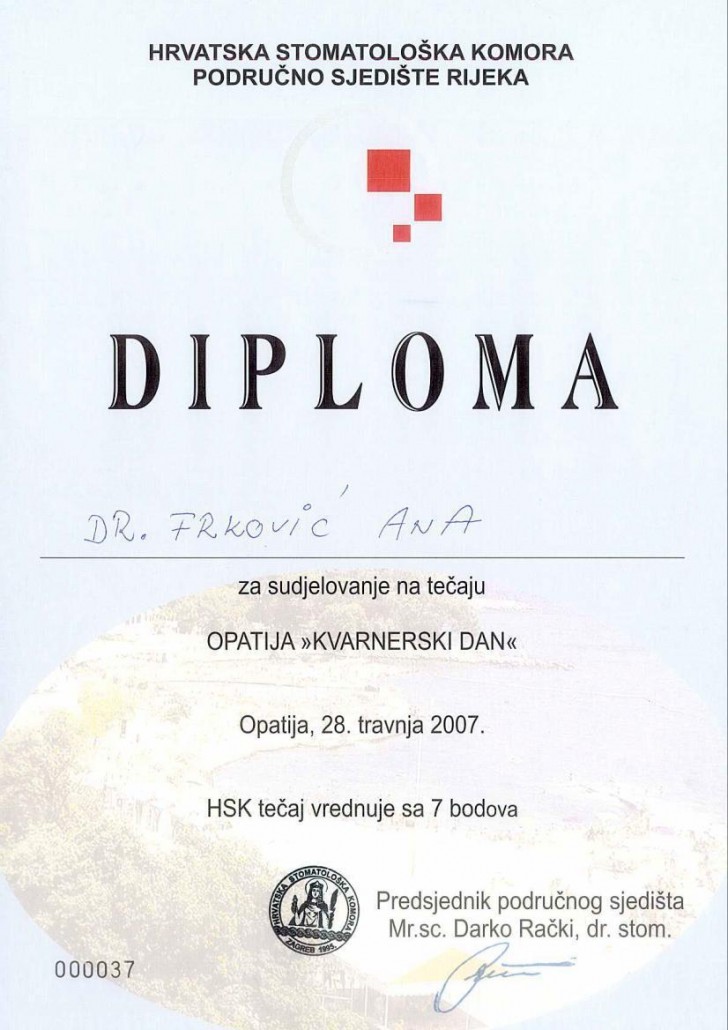 HRVATSKA STOMATOLOŠKA KOMORA
PODRUČNO SJEDIŠTE RIJEKA
DIPLOMA
DR. FRKOVIĆ ANA
za sudjelovanje na tečaju
OPATIJA »KVARNERSKI DAN«
Opatija, 28. travnja 2007.
HSK tečaj vrednuje sa 7 bodova
HRVATSKA STOMATOLOŠKA KOMORA
ZAGREB 1995.
Predsjednik područnog sjedišta
Mr.sc. Darko Rački, dr. stom.
000037